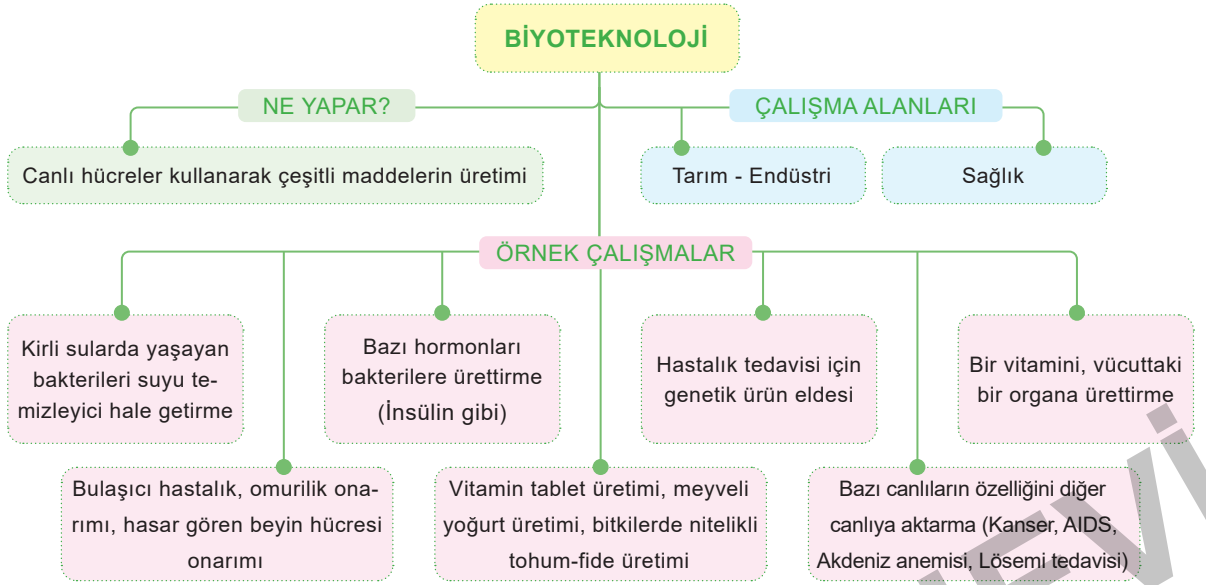 BİYOTEKNOLOJİ
NE YAPAR?
ÇALIŞMA ALANLARI
Canlı hücreler kullanarak çeşitli maddelerin üretimi
Tarım - Endüstri
Sağlık
ÖRNEK ÇALIŞMALAR
Kirli sularda yaşayan
bakterileri suyu te-
mizleyici hale getirme
Bazı hormonları
bakterilere ürettirme
(İnsülin gibi)
Hastalık tedavisi için
genetik ürün eldesi
Bir vitamini, vücuttaki
bir organa ürettirme
Bulaşıcı hastalık, omurilik ona-
rımı, hasar gören beyin hücresi
onarımı
Vitamin tablet üretimi, meyveli
yoğurt üretimi, bitkilerde nitelikli
tohum-fide üretimi
Bazı canlıların özelliğini diğer
canlıya aktarma (Kanser, AIDS,
Akdeniz anemisi, Lösemi tedavisi)